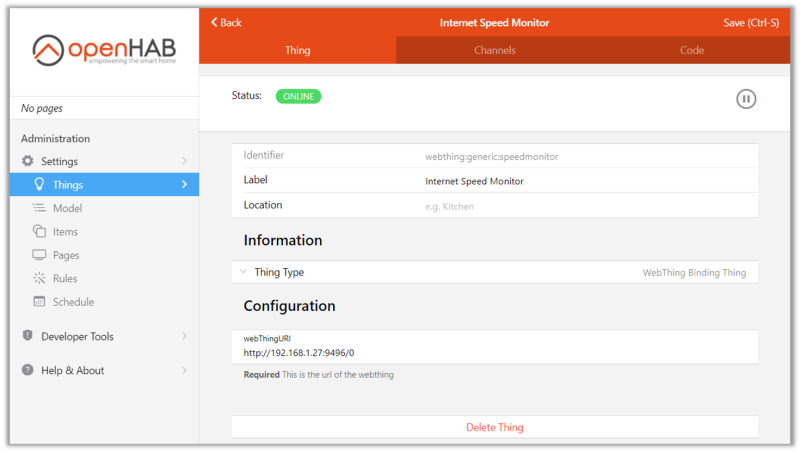 openHAB
empowering the smart home
No pages
Administration
Settings
Things
Model
Items
Pages
Rules
Schedule
Developer Tools
Help & About
Back
Internet Speed Monitor
Save (Ctrl-S)
Thing
Channels
Code
Status:
ONLINE
Identifier
webthing:generic:speedmonitor
Label
Internet Speed Monitor
Location
e.g. Kitchen
Information
Thing Type
WebThing Binding Thing
Configuration
webThingURI
http://192.168.1.27:9496/0
Required This is the url of the webthing
Delete Thing